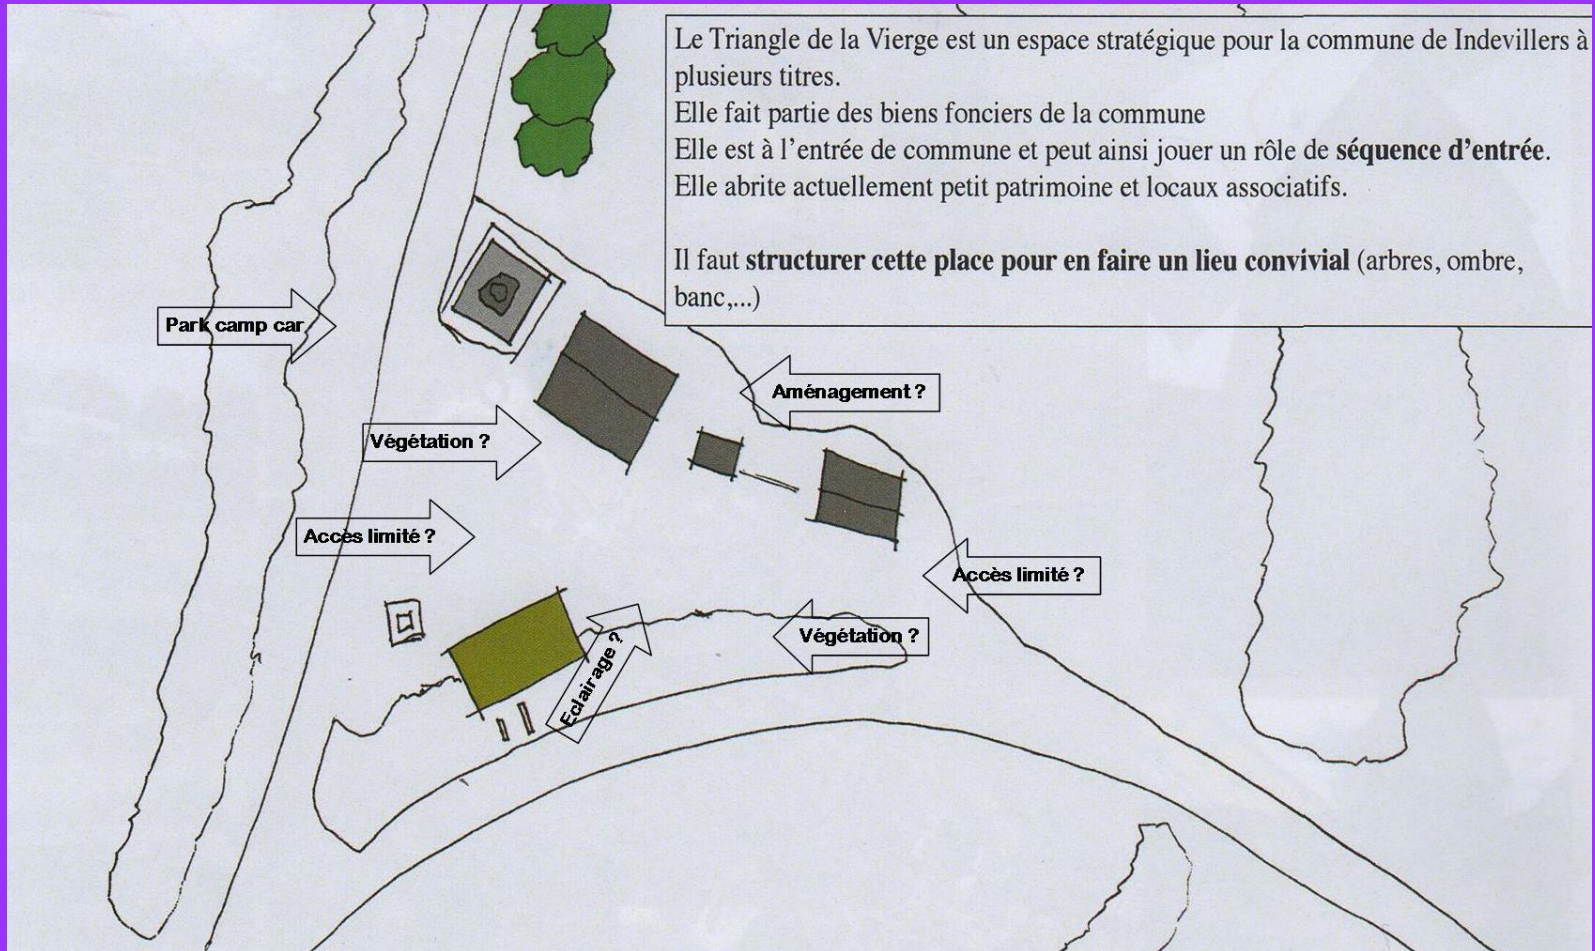 Le Triangle de la Vierge est un espace stratégique pour la commune de Indevillers à
plusieurs titres.
Elle fait partie des biens fonciers de la commune
Elle est à l’entrée de commune et peut ainsi jouer un rôle de séquence d’entrée.
Elle abrite actuellement petit patrimoine et locaux associatifs.
Il faut structurer cette place pour en faire un lieu convivial (arbres, ombre,
banc,...)
Park camp car
Aménagement ?
Végétation ?
Accès limité ?
Accès limité ?
Végétation ?
Eclairage ?